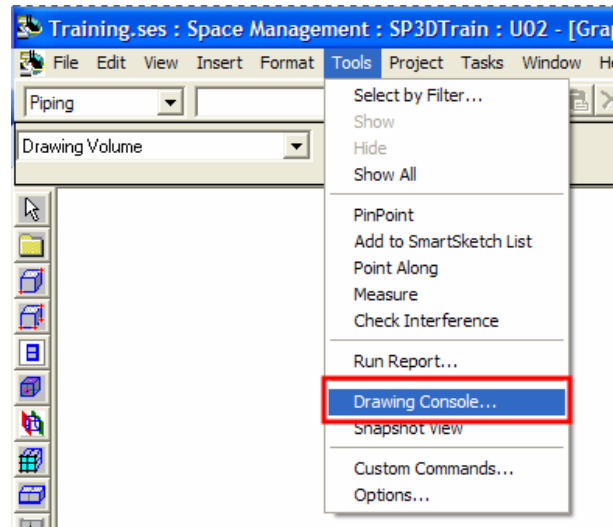 Training.ses : Space Management : SP3DTrain : U02 - [Gra
File Edit View Insert Format Tools Project Tasks Window H
Piping
Drawing Volume
Select by Filter...
Show
Hide
Show All
PinPoint
Add to SmartSketch List
Point Along
Measure
Check Interference
Run Report...
Drawing Console...
Snapshot View
Custom Commands...
Options...